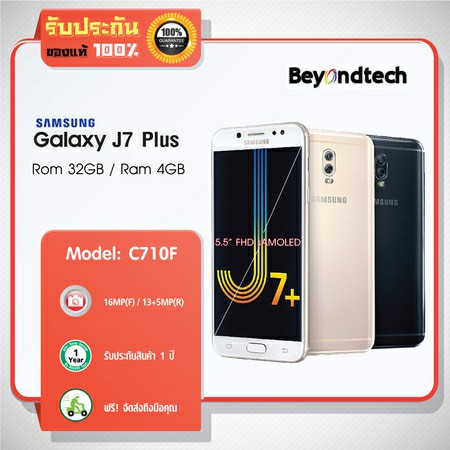 รับประกัน
ของแท้ 100%
100%
GUARANTEE
Beyondtech
SAMSUNG
Galaxy J7 Plus
Rom 32GB / Ram 4GB
Model: C710F
16MP(F) / 13+5MP(R)
1
Year
รับประกันสินค้า 1 ปี
ฟรี! จัดส่งถึงมือคุณ
SAMSUNG
5.5" FHD sAMOLED
J7+
SAMSUNG
SAMSUNG